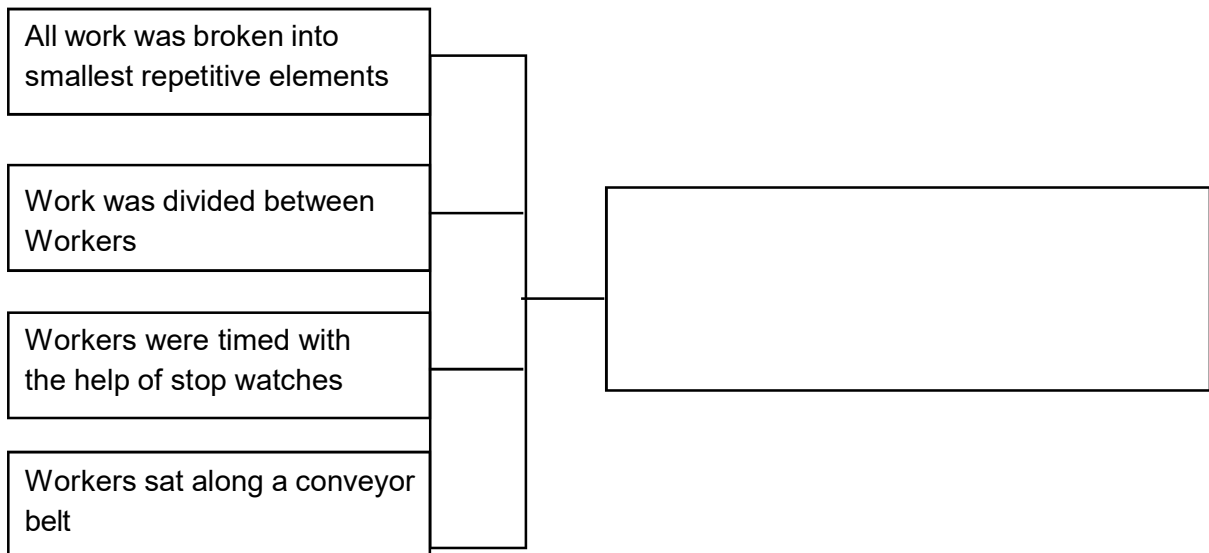 All work was broken into
smallest repetitive elements
Work was divided between
Workers
Workers were timed with
the help of stop watches
Workers sat along a conveyor
belt